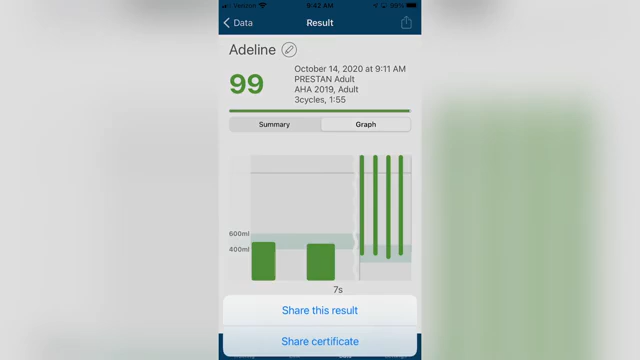 Verizon
9:42 AM
99%
Data
Result
Adeline
99
October 14, 2020 at 9:11 AM
PRESTAN Adult
AHA 2019, Adult
3cycles, 1:55
Summary
Graph
600ml
400ml
7s
Share this result
Share certificate